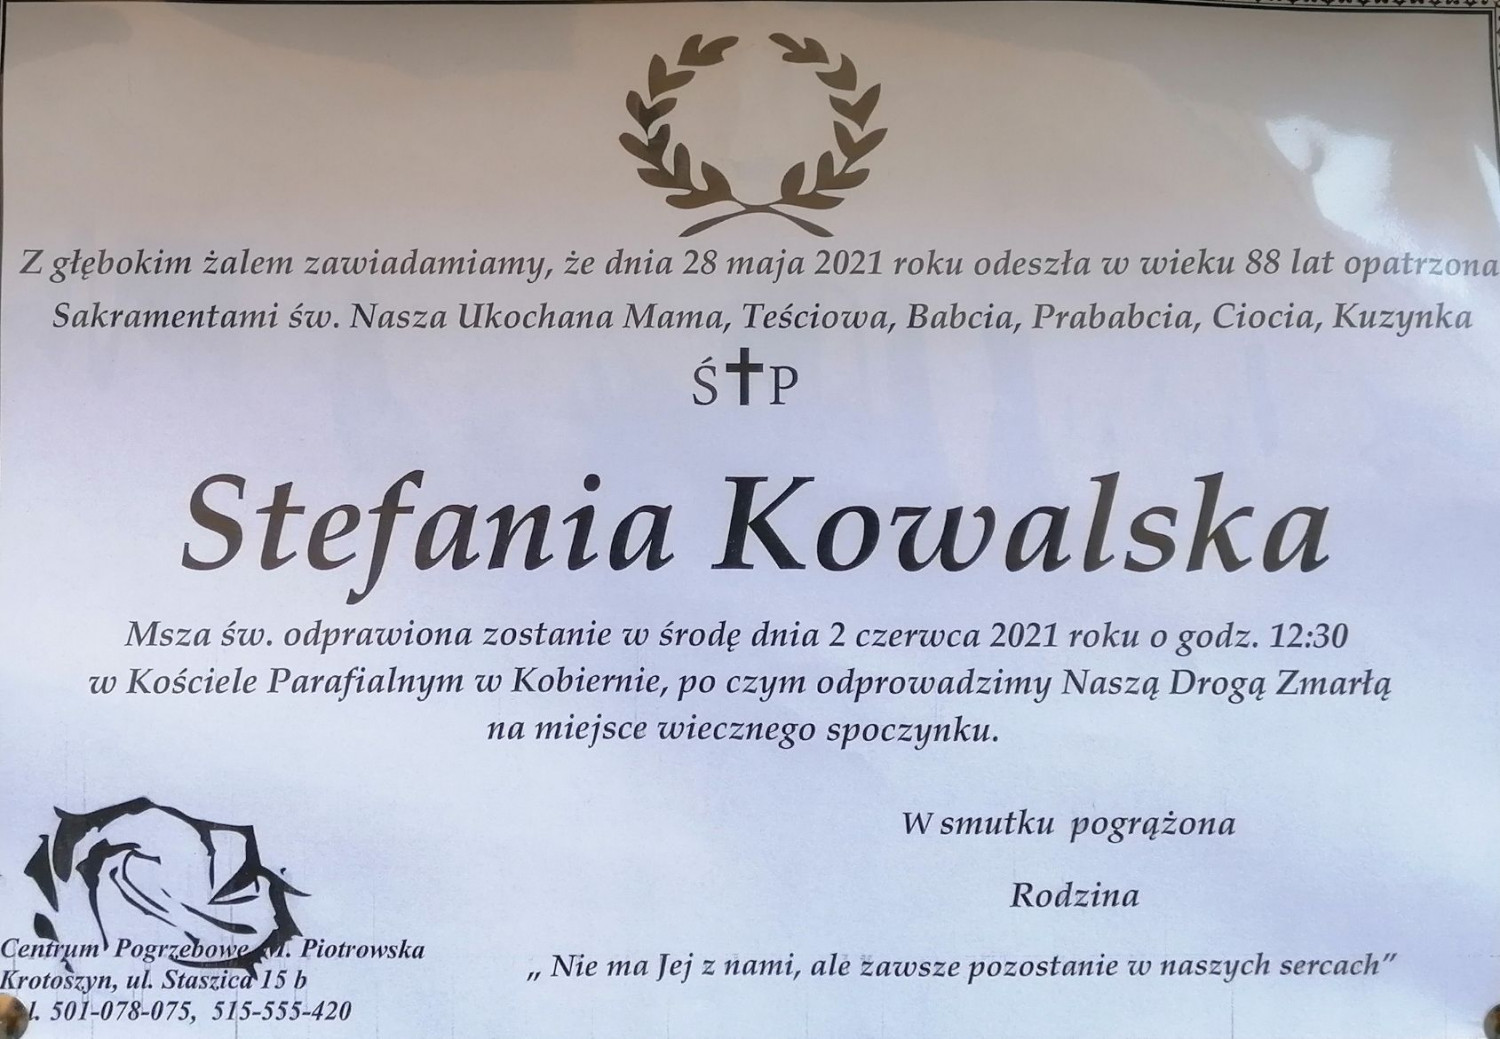 Z głębokim żalem zawiadamiamy, że dnia 28 maja 2021 roku odeszła w wieku 88 lat opatrzona
Sakramentami św. Nasza Ukochana Mama, Teściowa, Babcia, Prababcia, Ciocia, Kuzynka
Ś✝P
Stefania Kowalska
Msza św. odprawiona zostanie w środę dnia 2 czerwca 2021 roku o godz. 12:30
w Kościele Parafialnym w Kobiernie, po czym odprowadzimy Naszą Drogą Zmarłą
na miejsce wiecznego spoczynku.
W smutku pogrążona
Rodzina
„ Nie ma Jej z nami, ale zawsze pozostanie w naszych sercach”
Centrum Pogrzebowe M. Piotrowska
Krotoszyn, ul. Staszica 15 b
l. 501-078-075, 515-555-420